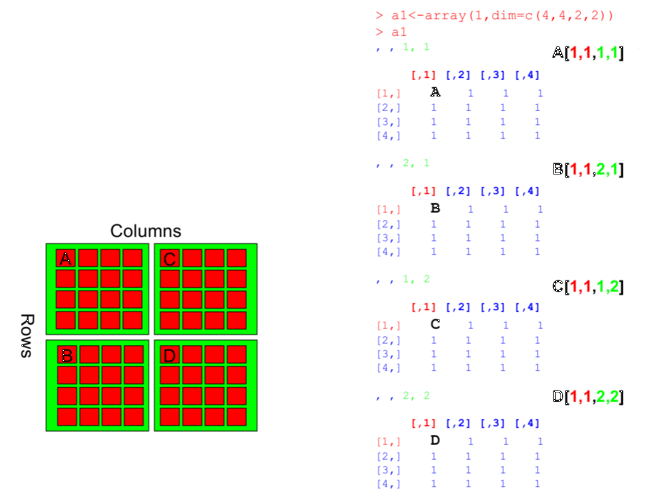 > a1<-array(1,dim=c(4,4,2,2))
> a1
, , 1, 1
A[1,1,1,1]
[,1] [,2] [,3] [,4]
[1,] A 1 1 1
[2,] 1 1 1 1
[3,] 1 1 1 1
[4,] 1 1 1 1
, , 2, 1
B[1,1,2,1]
[,1] [,2] [,3] [,4]
[1,] B 1 1 1
[2,] 1 1 1 1
[3,] 1 1 1 1
[4,] 1 1 1 1
, , 1, 2
C[1,1,1,2]
[,1] [,2] [,3] [,4]
[1,] C 1 1 1
[2,] 1 1 1 1
[3,] 1 1 1 1
[4,] 1 1 1 1
, , 2, 2
D[1,1,2,2]
[,1] [,2] [,3] [,4]
[1,] D 1 1 1
[2,] 1 1 1 1
[3,] 1 1 1 1
[4,] 1 1 1 1
Columns
Rows
A C
B D